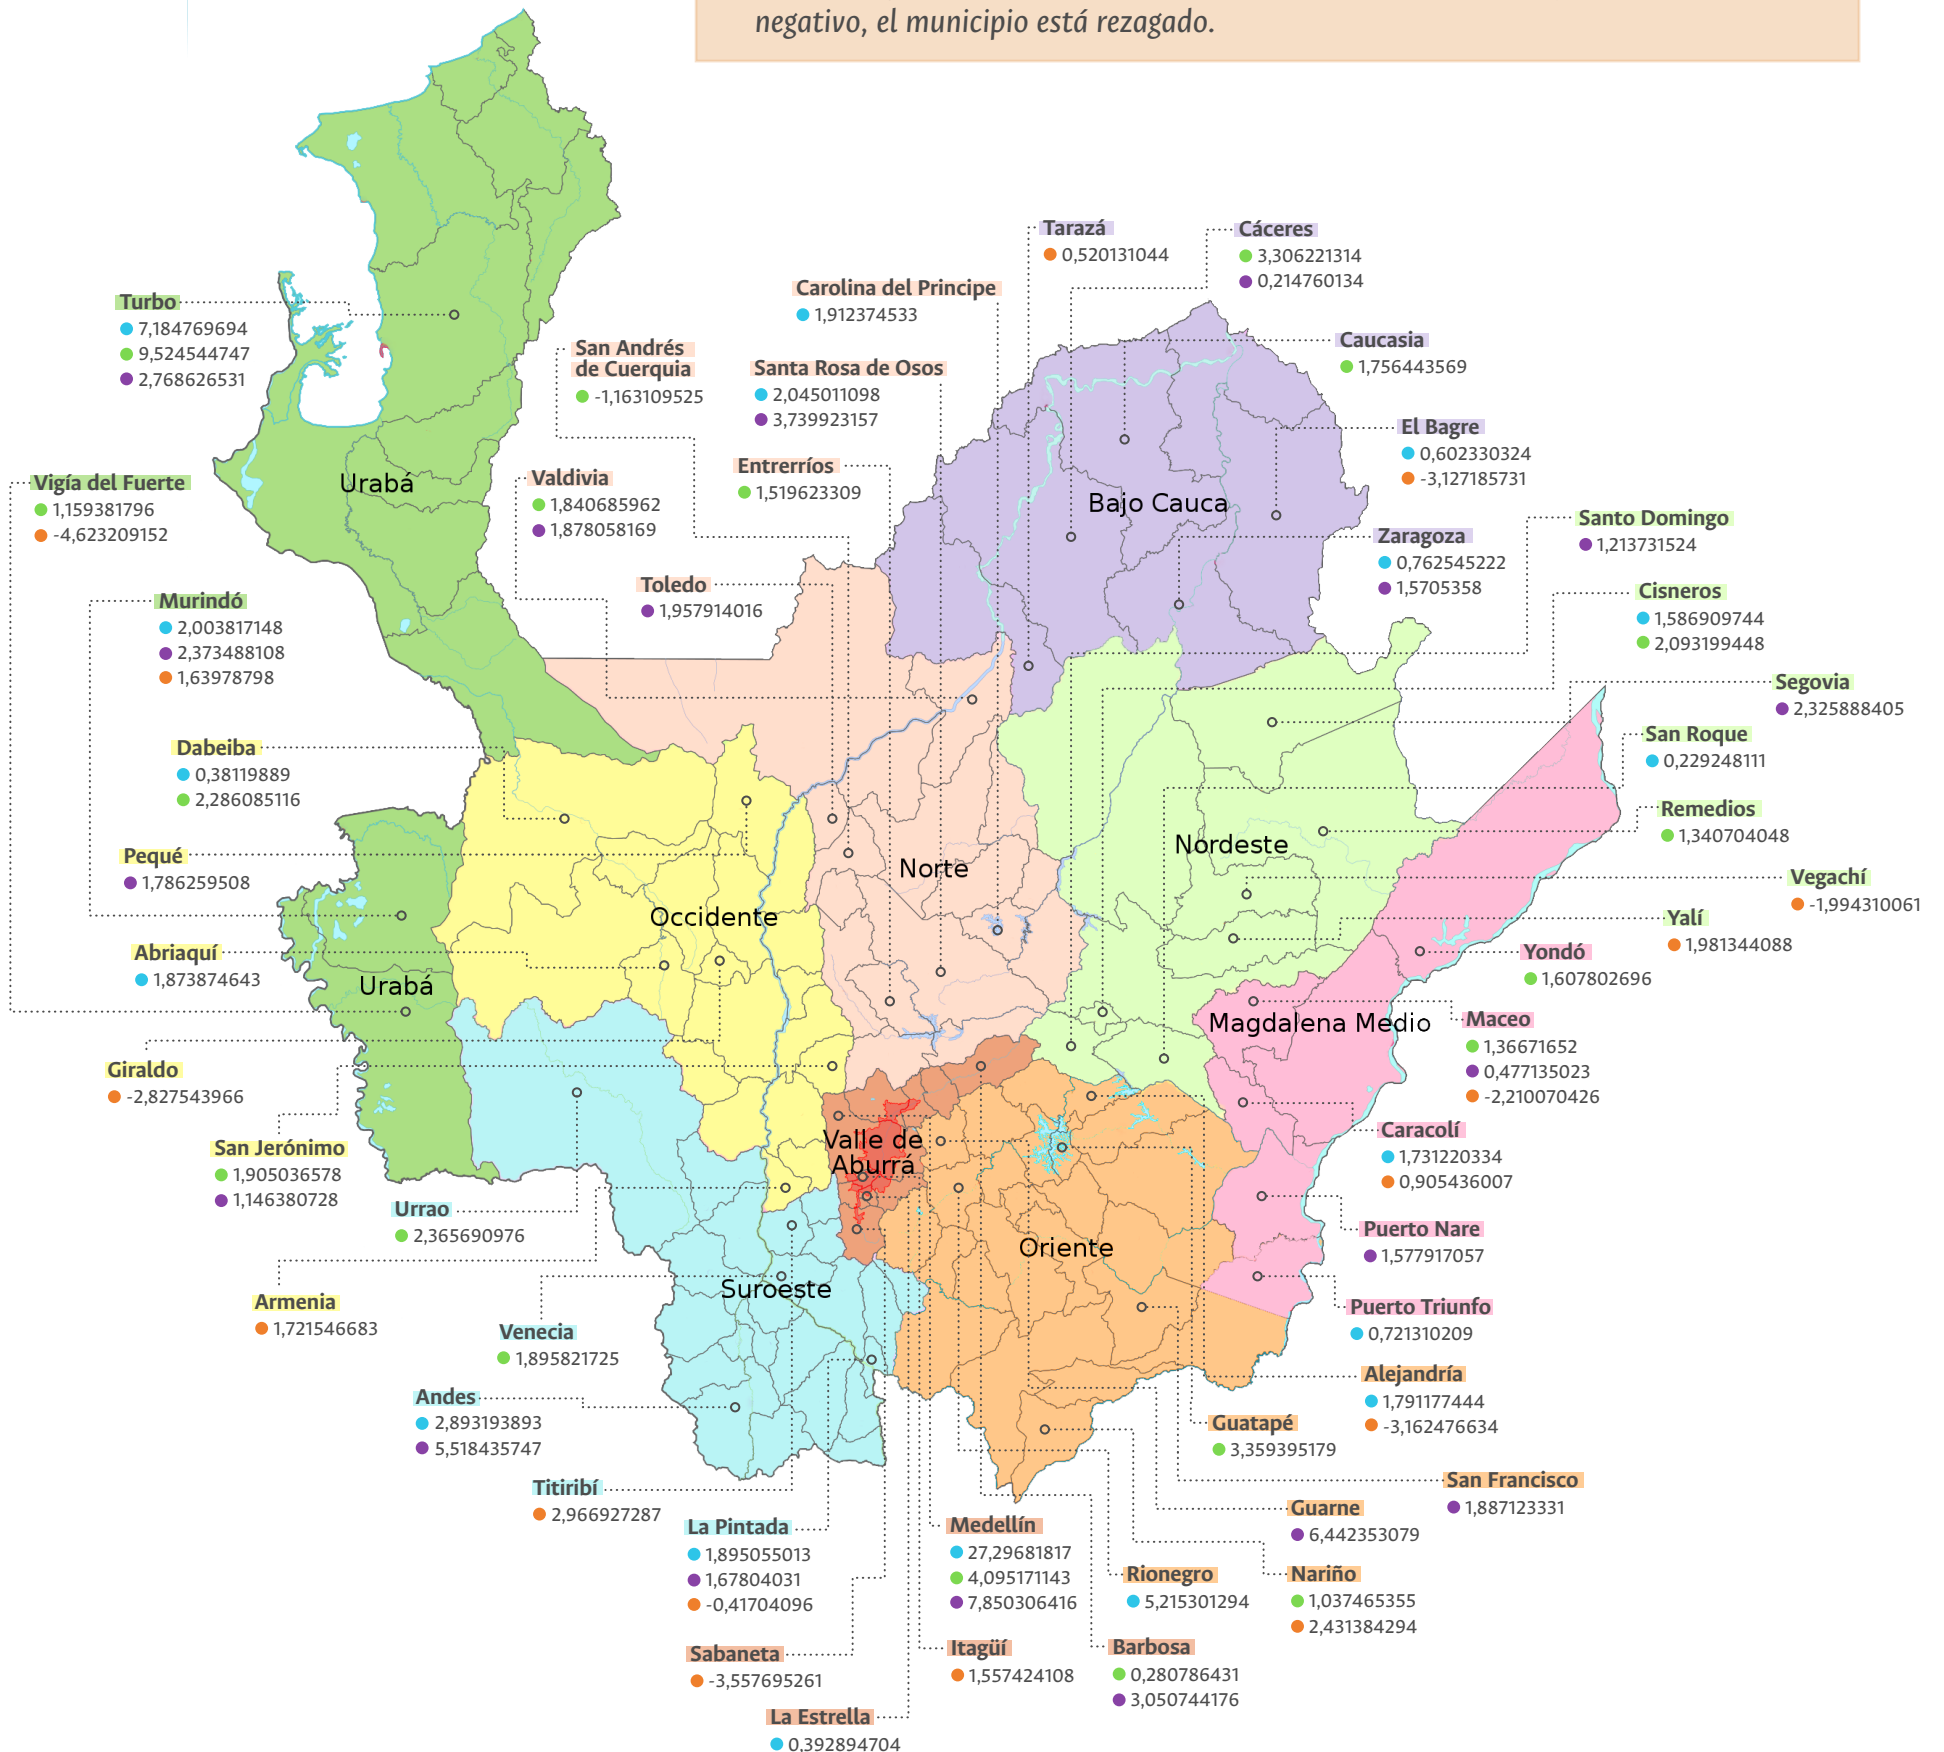 negativo, el municipio está rezagado.
Tarazá
0,520131044
Cáceres
3,306221314
0,214760134
Carolina del Principe
1,912374533
Turbo
7,184769694
9,524544747
2,768626531
San Andrés
de Cuerquia
-1,163109525
Santa Rosa de Osos
2,045011098
3,739923157
Caucasia
1,756443569
El Bagre
0,602330324
-3,127185731
Vigía del Fuerte
1,159381796
-4,623209152
Urabá
Valdivia
1,840685962
1,878058169
Entrerríos
1,519623309
Bajo Cauca
Zaragoza
0,762545222
1,5705358
Santo Domingo
1,213731524
Toledo
1,957914016
Murindó
2,003817148
2,373488108
1,63978798
Cisneros
1,586909744
2,093199448
Segovia
2,325888405
San Roque
0,229248111
Dabeiba
0,38119889
2,286085116
Remedios
1,340704048
Pequé
1,786259508
Norte
Nordeste
Vegachí
-1,994310061
Occidente
Yalí
1,981344088
Abriaquí
1,873874643
Yondó
1,607802696
Urabá
Magdalena Medio
Maceo
1,36671652
0,477135023
-2,210070426
Giraldo
-2,827543966
San Jerónimo
1,905036578
1,146380728
Valle de
Aburrá
Caracolí
1,731220334
0,905436007
Urrao
2,365690976
Puerto Nare
1,577917057
Oriente
Suroeste
Armenia
1,721546683
Venecia
1,895821725
Puerto Triunfo
0,721310209
Andes
2,893193893
5,518435747
Alejandría
1,791177444
-3,162476634
Guatapé
3,359395179
Titiribí
2,966927287
San Francisco
1,887123331
La Pintada
1,895055013
1,67804031
-0,41704096
Medellín
27,29681817
4,095171143
7,850306416
Guarne
6,442353079
Rionegro
5,215301294
Nariño
1,037465355
2,431384294
Sabaneta
-3,557695261
Itagüí
1,557424108
Barbosa
0,280786431
3,050744176
La Estrella
0,392894704